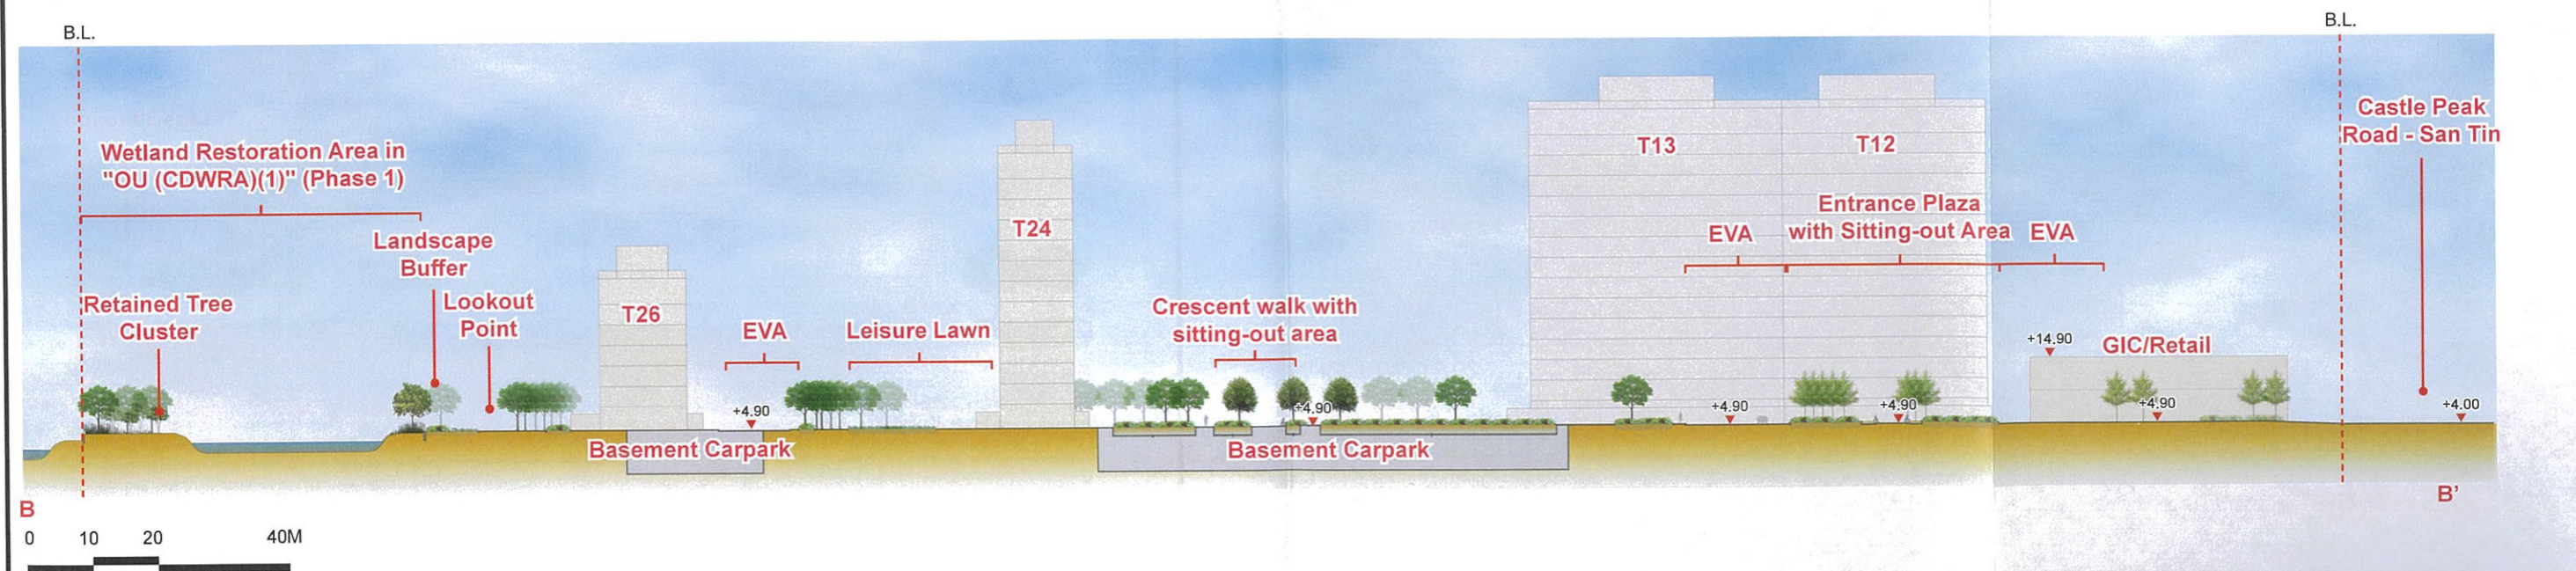 B.L.
B.L.
Wetland Restoration Area in
"OU (CDWRA)(1)" (Phase 1)
Retained Tree
Cluster
Landscape
Buffer
Lookout
Point
T26
EVA
+4.90
Leisure Lawn
T24
Crescent walk with
sitting-out area
+4.90
T13
T12
EVA
Entrance Plaza
with Sitting-out Area
EVA
+4.90
+4.90
+14.90
GIC/Retail
+4.90
Castle Peak
Road - San Tin
+4.00
Basement Carpark
Basement Carpark
B
B'
0 10 20 40M